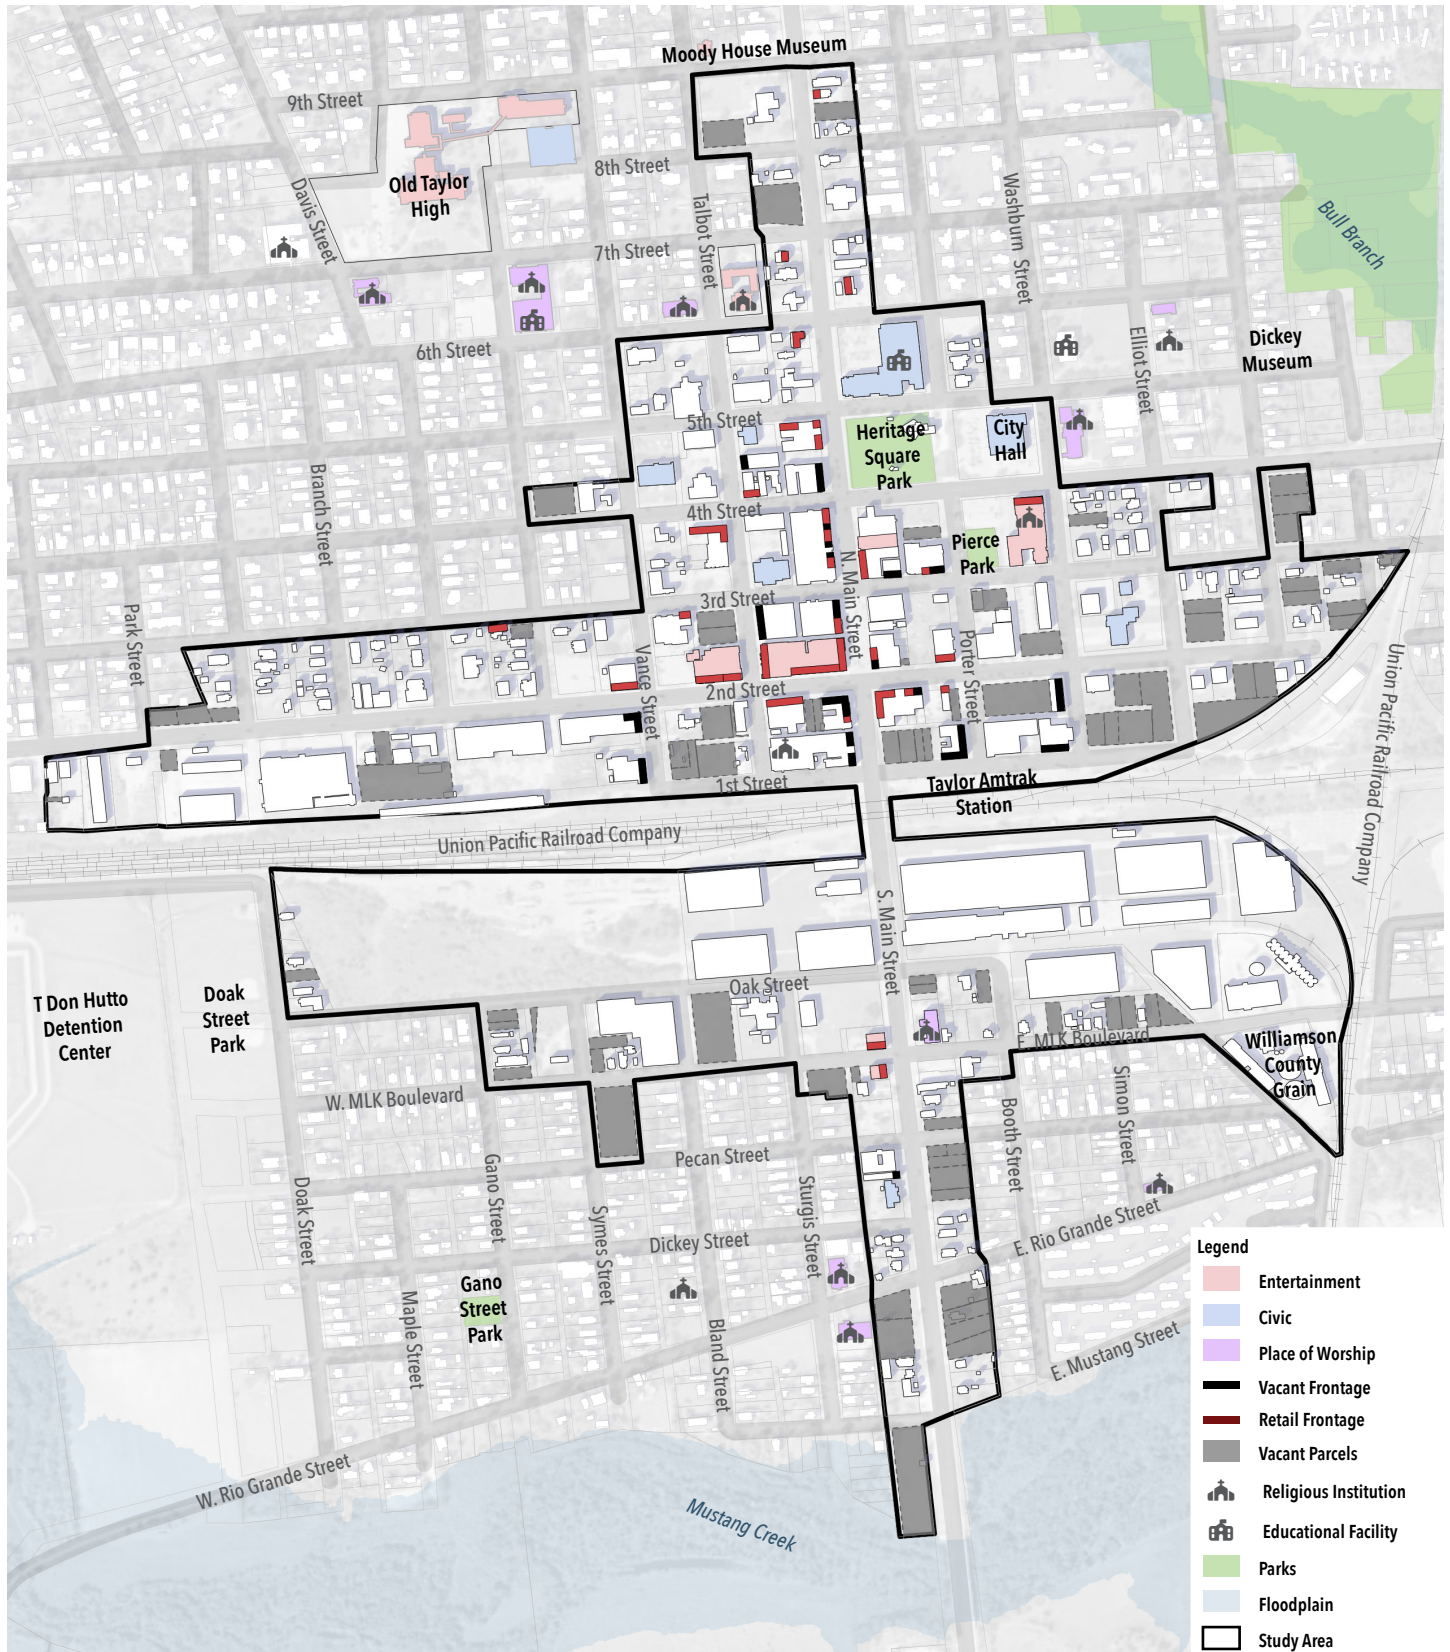 Moody House Museum
9th Street
8th Street
Old Taylor
High
Davis Street
Talbot Street
Washburn Street
Bull Branch
7th Street
6th Street
Elliot Street
Dickey
Museum
5th Street
Heritage
Square
Park
City
Hall
Branch Street
4th Street
N. Main Street
Pierce
Park
3rd Street
Park Street
Vance Street
Porter Street
2nd Street
Union Pacific Railroad Company
1st Street
Taylor Amtrak
Station
Union Pacific Railroad Company
S. Main Street
T Don Hutto
Detention
Center
Doak
Street
Park
Oak Street
E. MLK Boulevard
Williamson
County
Grain
W. MLK Boulevard
Simon Street
Booth Street
Pecan Street
Doak Street
Gano Street
Symes Street
Sturgis Street
E. Rio Grande Street
Dickey Street
Gano
Street
Park
Maple Street
Bland Street
E. Mustang Street
W. Rio Grande Street
Mustang Creek
Legend
Entertainment
Civic
Place of Worship
Vacant Frontage
Retail Frontage
Vacant Parcels
Religious Institution
Educational Facility
Parks
Floodplain
Study Area